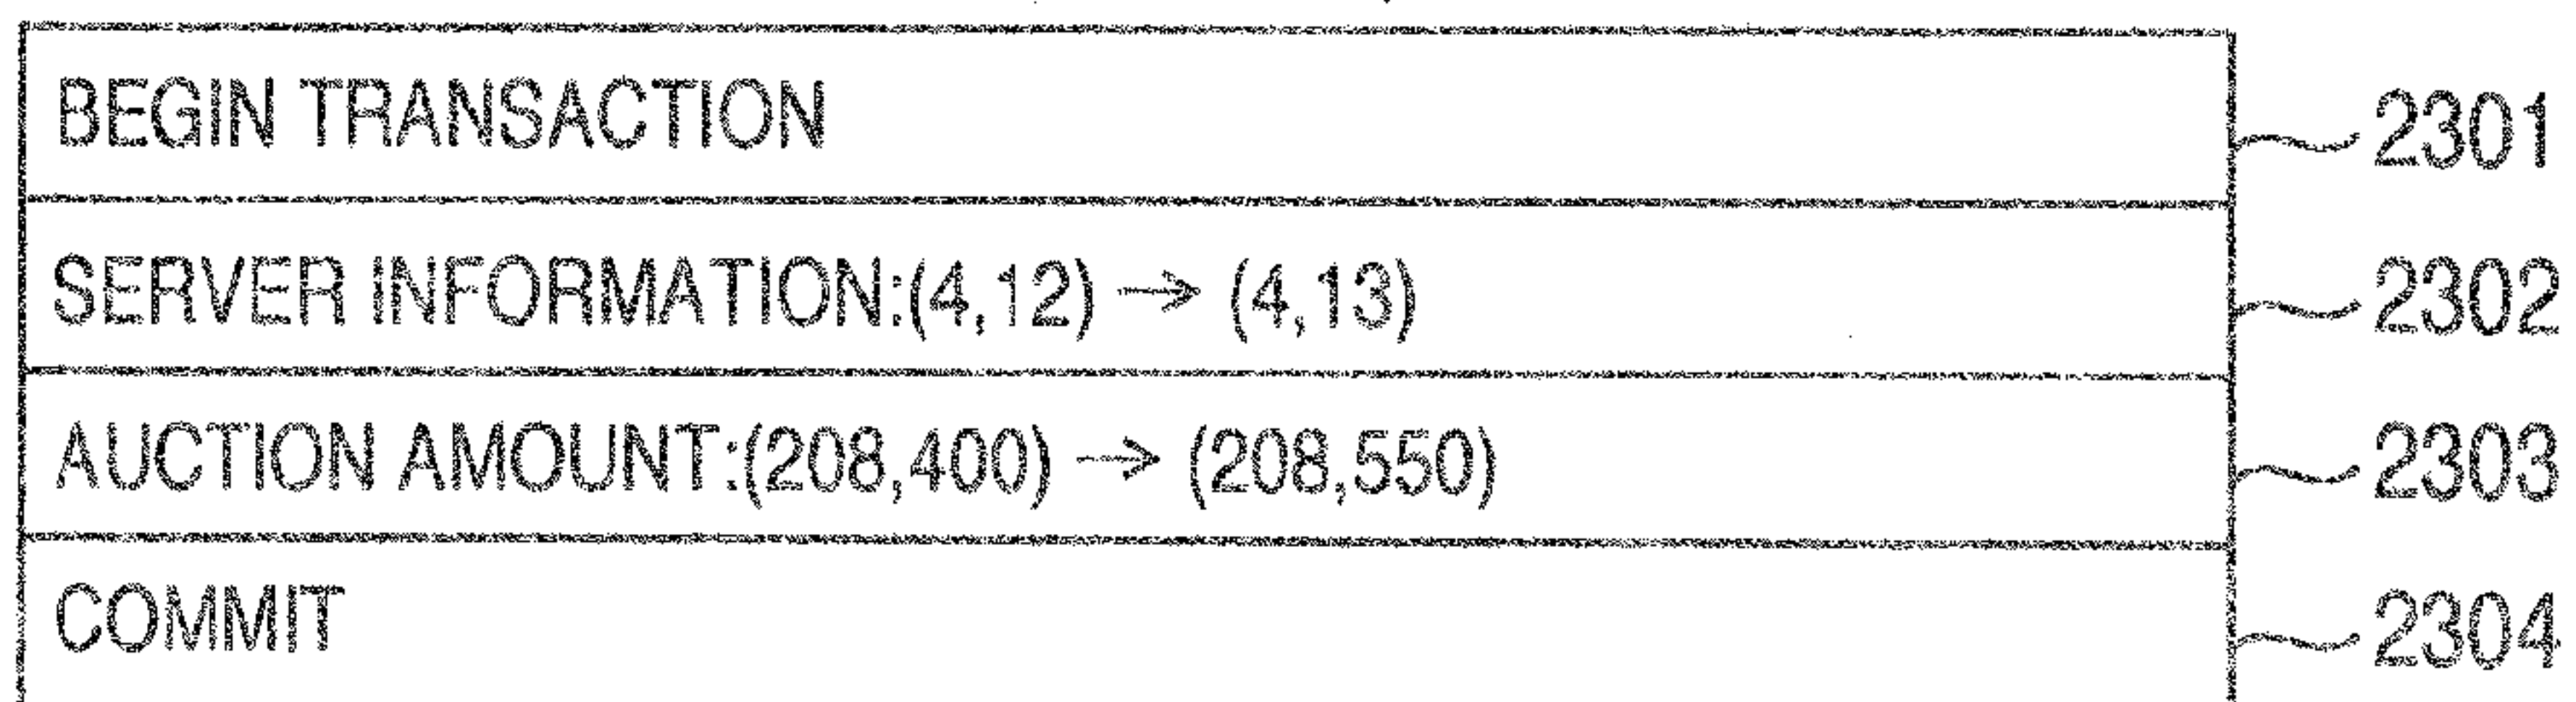 BEGIN TRANSACTION 2301
SERVER INFORMATION:(4,12) → (4,13) 2302
AUCTION AMOUNT:(208,400) → (208,550) 2303
COMMIT 2304